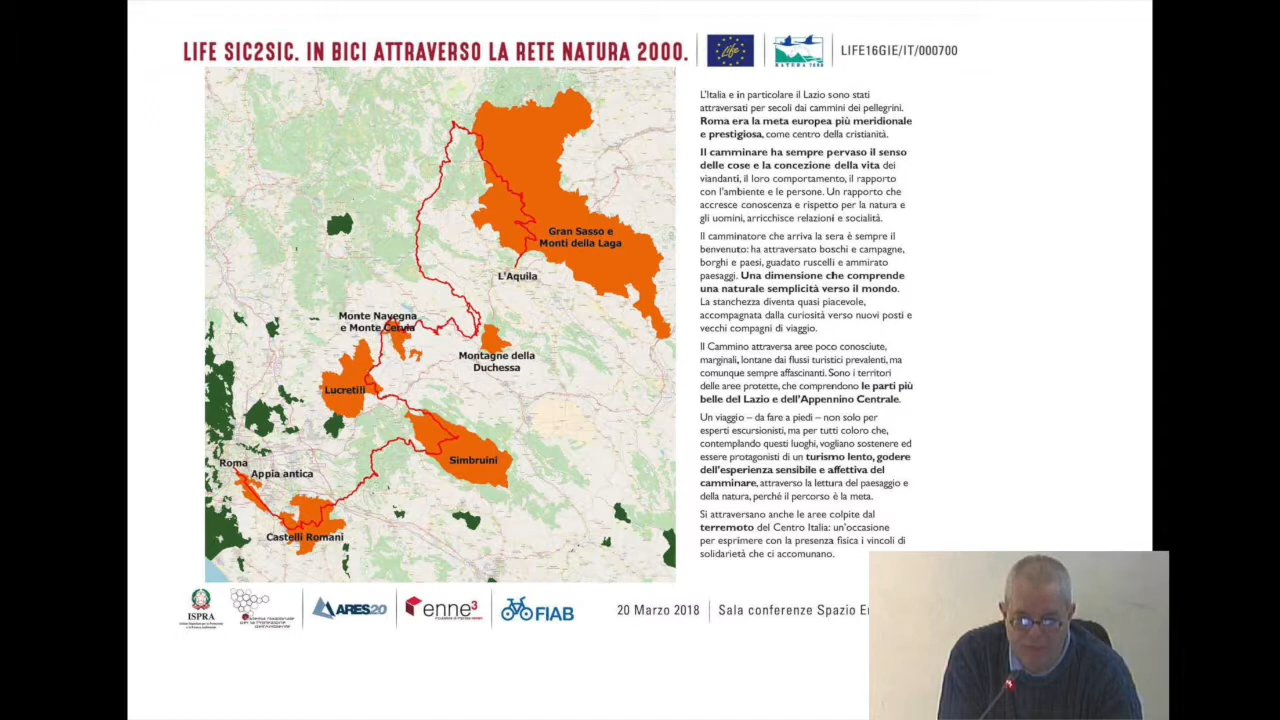 LIFE SIC2SIC. IN BICI ATTRAVERSO LA RETE NATURA 2000.
Life
NATURA 2000
LIFE16GIE/IT/000700
L'Italia e in particolare il Lazio sono stati
attraversati per secoli dai cammini dei pellegrini.
Roma era la meta europea più meridionale
e prestigiosa, come centro della cristianità.
Il camminare ha sempre pervaso il senso
delle cose e la concezione della vita dei
viandanti, il loro comportamento, il rapporto
con l'ambiente e le persone. Un rapporto che
accresce conoscenza e rispetto per la natura e
gli uomini, arricchisce relazioni e socialità.
Il camminatore che arriva la sera è sempre il
benvenuto: ha attraversato boschi e campagne,
borghi e paesi, guadato ruscelli e ammirato
paesaggi. Una dimensione che comprende
una naturale semplicità verso il mondo.
La stanchezza diventa quasi piacevole,
accompagnata dalla curiosità verso nuovi posti e
vecchi compagni di viaggio.
Il Cammino attraversa aree poco conosciute,
marginali, lontane dai flussi turistici prevalenti, ma
comunque sempre affascinanti. Sono i territori
delle aree protette, che comprendono le parti più
belle del Lazio e dell'Appennino Centrale.
Un viaggio – da fare a piedi – non solo per
esperti escursionisti, ma per tutti coloro che,
contemplando questi luoghi, vogliano sostenere ed
essere protagonisti di un turismo lento, godere
dell'esperienza sensibile e affettiva del
camminare, attraverso la lettura del paesaggio e
della natura, perché il percorso è la meta.
Si attraversano anche le aree colpite dal
terremoto del Centro Italia: un'occasione
per esprimere con la presenza fisica i vincoli di
solidarietà che ci accomunano.
Gran Sasso e
Monti della Laga
L'Aquila
Monte Navegna
e Monte Cervia
Montagne della
Duchessa
Lucretili
Simbruini
Roma
Appia antica
Castelli Romani
ISPRA
ARES20
enne3
FIAB
20 Marzo 2018
Sala conferenze Spazio